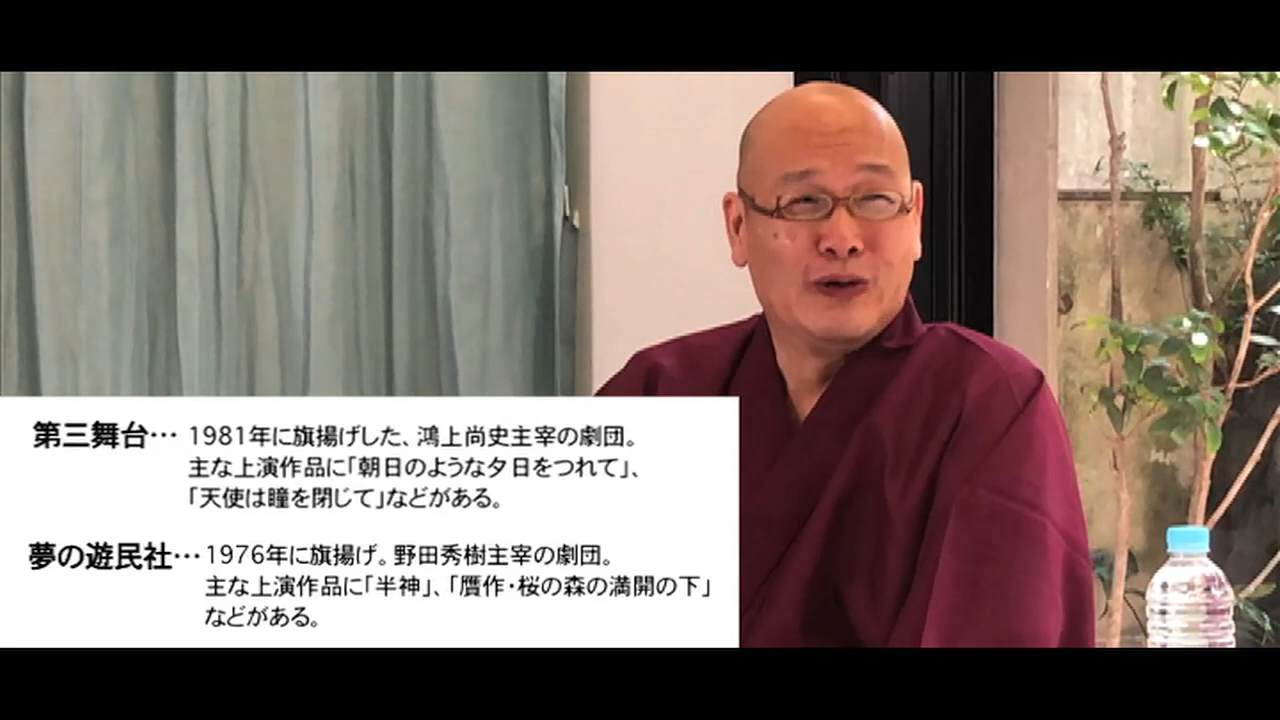 第三舞台… 1981年に旗揚げした、鴻上尚史主宰の劇団。
主な上演作品に「朝日のような夕日をつれて」、
「天使は瞳を閉じて」などがある。
夢の遊民社… 1976年に旗揚げ。野田秀樹主宰の劇団。
主な上演作品に「半神」、「贋作・桜の森の満開の下」
などがある。